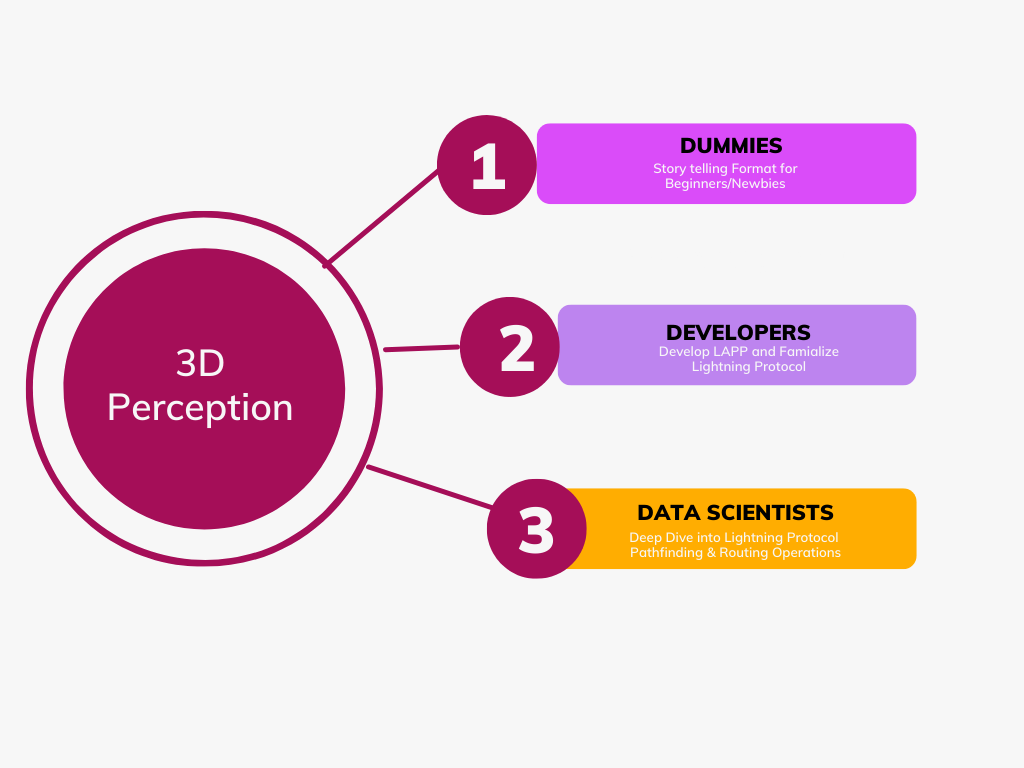 3D
Perception
1
DUMMIES
Story telling Format for
Beginners/Newbies
2
DEVELOPERS
Develop LAPP and Famialize
Lightning Protocol
3
DATA SCIENTISTS
Deep Dive into Lightning Protocol
Pathfinding & Routing Operations